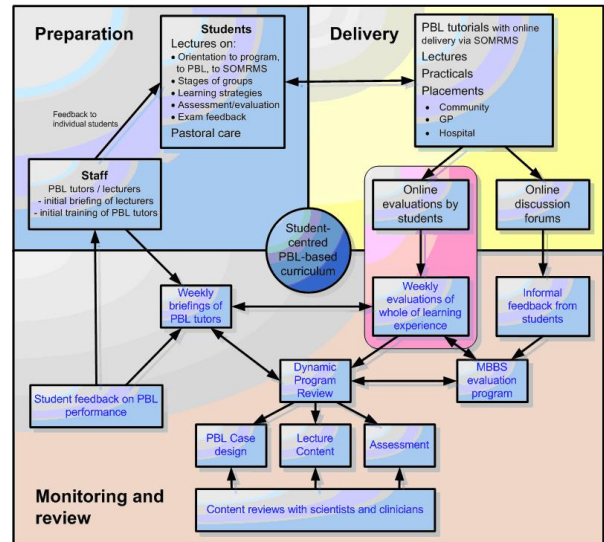 Preparation
Students
Lectures on:
• Orientation to program,
to PBL, to SOMRMS
• Stages of groups
• Learning strategies
• Assessment/evaluation
• Exam feedback
Pastoral care
Feedback to
individual students
Staff
PBL tutors / lecturers
- initial briefing of lecturers
- initial training of PBL tutors
Delivery
PBL tutorials with online
delivery via SOMRMS
Lectures
Practicals
Placements
• Community
• GP
• Hospital
Online
evaluations by
students
Online
discussion
forums
Student-
centred
PBL-based
curriculum
Weekly
briefings of
PBL tutors
Weekly
evaluations of
whole of learning
experience
Informal
feedback from
students
Student feedback on PBL
performance
Dynamic
Program
Review
MBBS
evaluation
program
PBL Case
design
Lecture
Content
Assessment
Content reviews with scientists and clinicians
Monitoring and
review